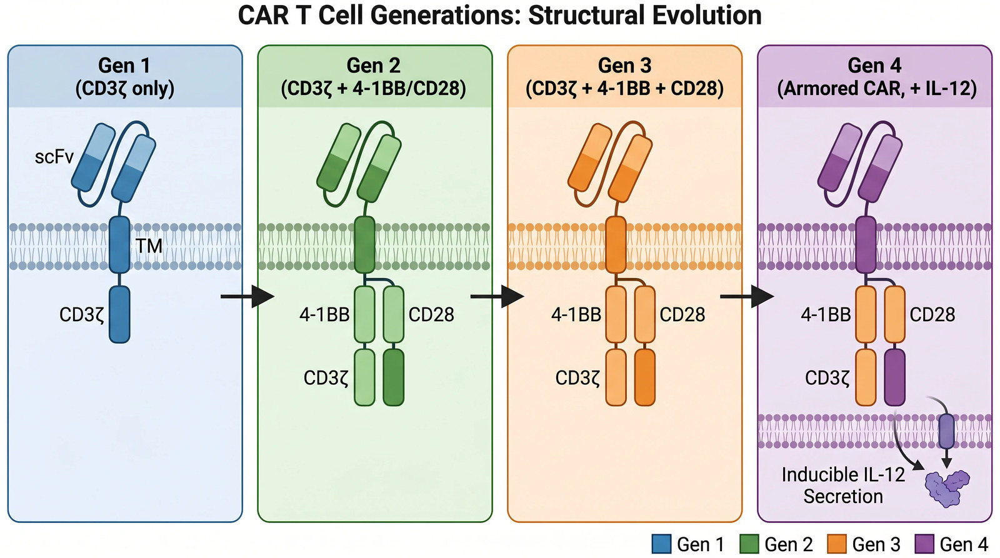 CAR T Cell Generations: Structural Evolution
Gen 1
(CD3ζ only)
scFv
TM
CD3ζ
Gen 2
(CD3ζ + 4-1BB/CD28)
4-1BB
CD28
CD3ζ
Gen 3
(CD3ζ + 4-1BB + CD28)
4-1BB
CD28
CD3ζ
Gen 4
(Armored CAR, + IL-12)
4-1BB
CD28
CD3ζ
Inducible IL-12
Secretion
Gen 1
Gen 2
Gen 3
Gen 4